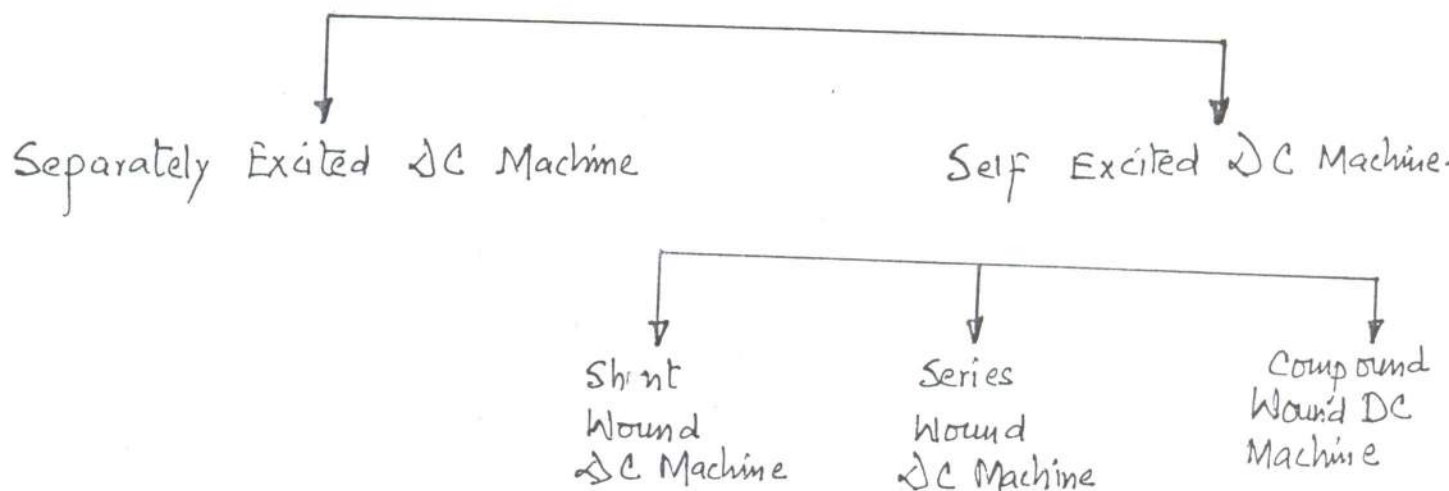 Separately Excited DC Machine
Self Excited DC Machine.
Shunt
Wound
DC Machine
Series
Wound
DC Machine
Compound
Wound DC
Machine